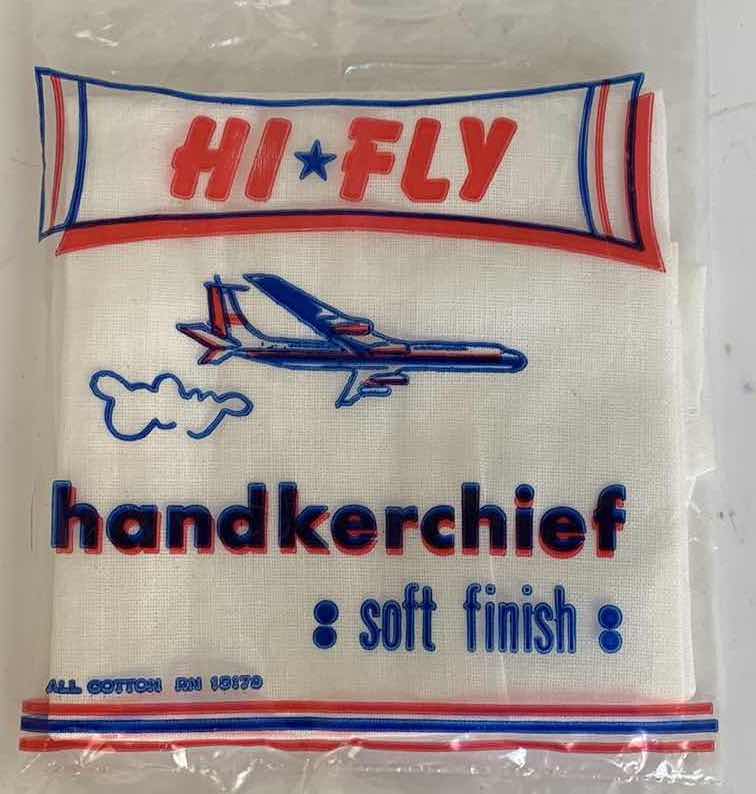 HI★FLY
handkerchief
: soft finish :
ALL COTTON RN 15179